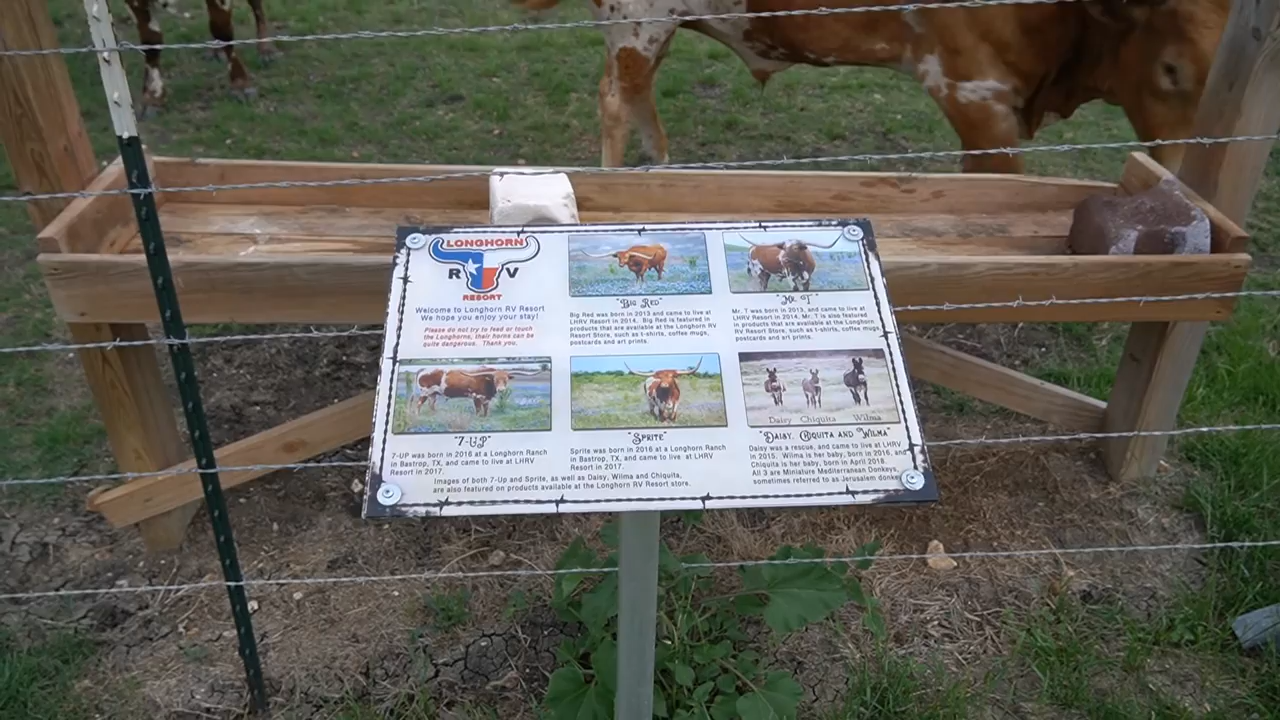 LONGHORN
R V
RESORT
Welcome to Longhorn RV Resort
We hope you enjoy your stay!
Please do not try to feed or touch
the Longhorns; their horns can be
quite dangerous. Thank you.
"Big Red"
Big Red was born in 2013 and came to live at
LHRV Resort in 2014. Big Red is featured in
products that are available at the Longhorn RV
Resort Store, such as t-shirts, coffee mugs,
postcards and art prints.
"Mr. T"
Mr. T was born in 2013, and came to live at
LHRV Resort in 2014. Mr. T is also featured
in products that are available at the Longhorn
RV Resort Store, such as t-shirts, coffee mugs,
postcards and art prints.
"7-UP"
7-UP was born in 2016 at a Longhorn Ranch
in Bastrop, TX, and came to live at LHRV
Resort in 2017.
"Sprite"
Sprite was born in 2016 at a Longhorn Ranch
in Bastrop, TX, and came to live at LHRV
Resort in 2017.
Daisy Chiquita Wilma
"Daisy, Chiquita and Wilma"
Daisy was a rescue, and came to live at LHRV
in 2015. Wilma is her baby, born in 2016, and
Chiquita is her baby, born in April 2018.
All 3 are Miniature Mediterranean Donkeys,
sometimes referred to as Jerusalem
Images of both 7-Up and Sprite, as well as Daisy, Wilma and Chiquita,
are also featured on products available at the Longhorn RV Resort store.